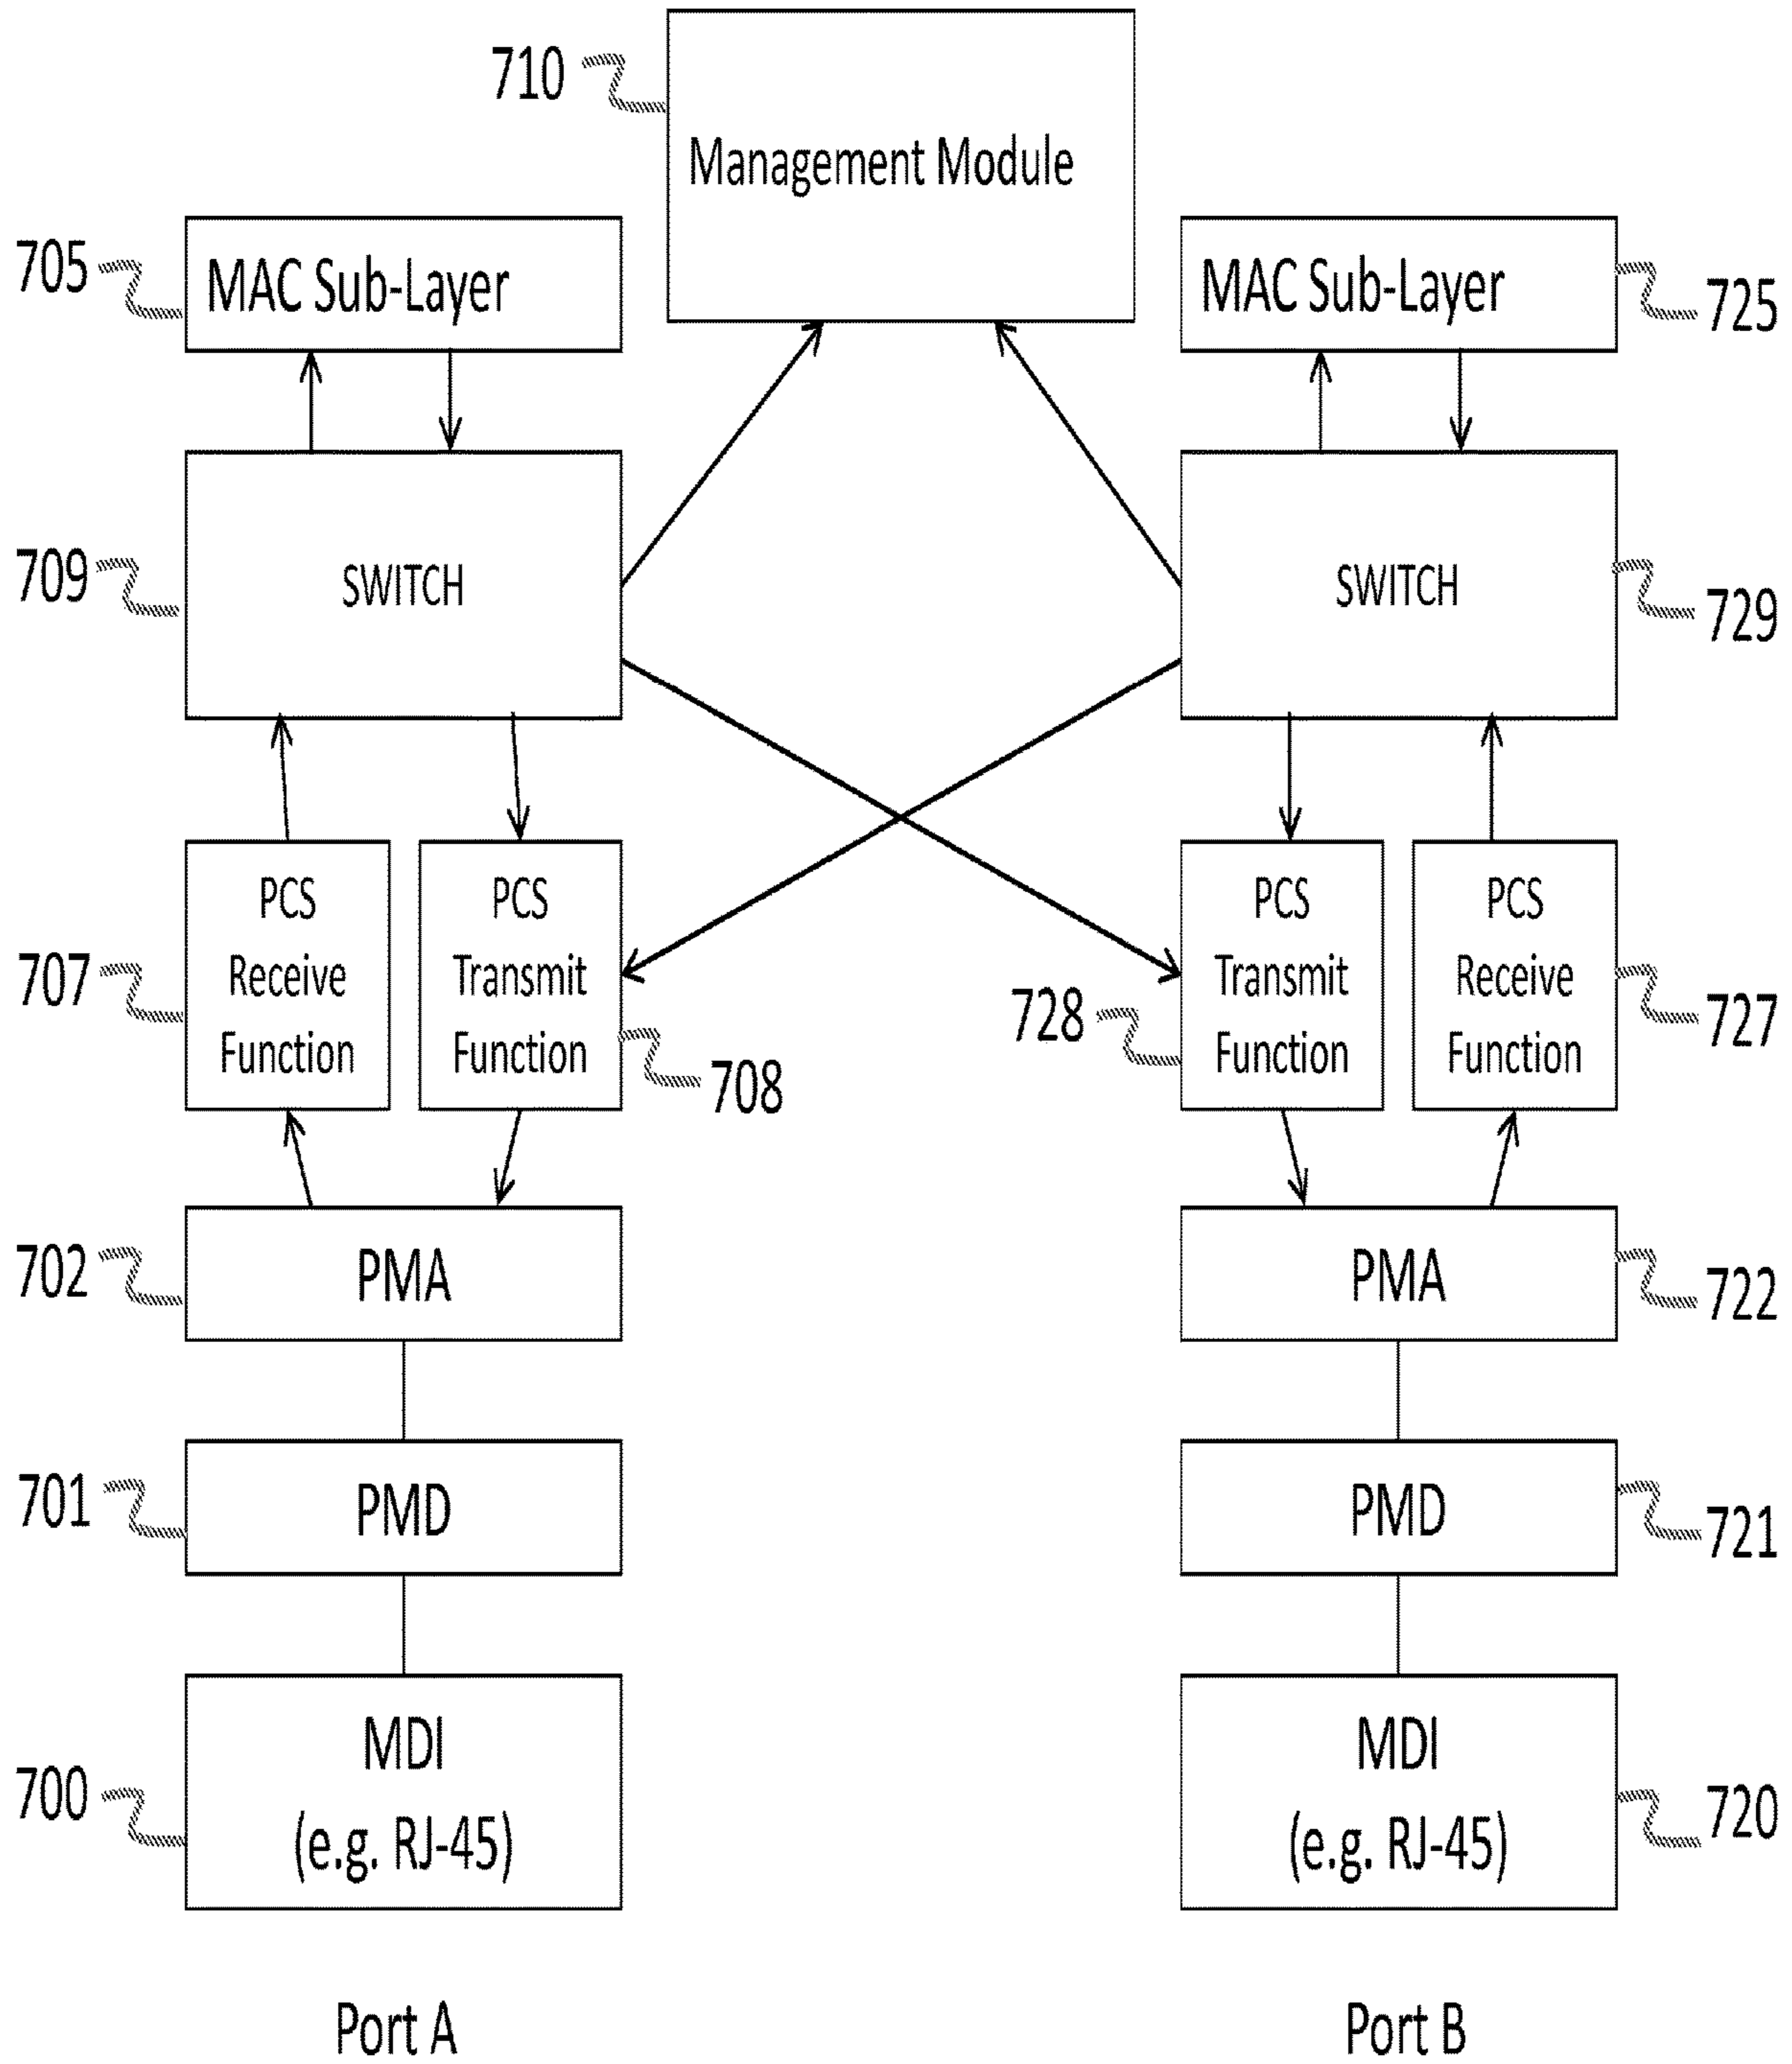 710
Management Module
705
MAC Sub-Layer
MAC Sub-Layer
725
709
SWITCH
SWITCH
729
707
PCS
Receive
Function
PCS
Transmit
Function
708
728
PCS
Transmit
Function
PCS
Receive
Function
727
702
PMA
PMA
722
701
PMD
PMD
721
700
MDI
(e.g. RJ-45)
MDI
(e.g. RJ-45)
720
Port A
Port B